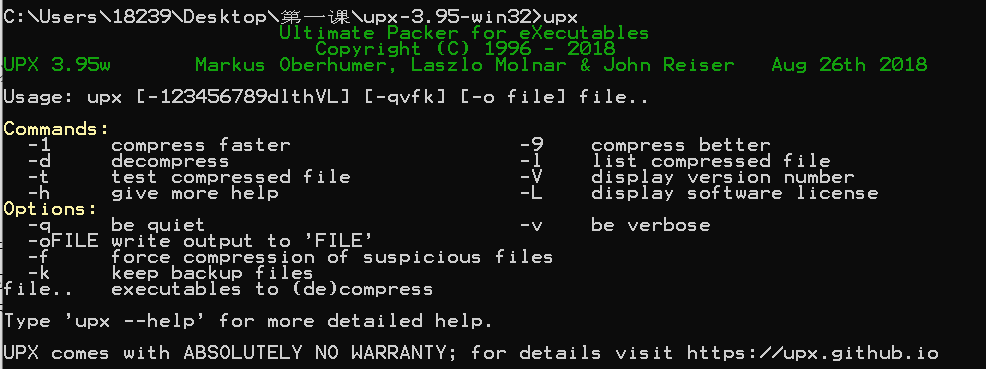 C:\Users\18239\Desktop\第一课\upx-3.95-win32>upx
Ultimate Packer for eXecutables
Copyright (C) 1996 - 2018
UPX 3.95w       Markus Oberhumer, Laszlo Molnar & John Reiser   Aug 26th 2018
Usage: upx [-123456789dlthVL] [-qvfk] [-o file] file..
Commands:
-1     compress faster                   -9    compress better
-d     decompress                        -l    list compressed file
-t     test compressed file              -V    display version number
-h     give more help                    -L    display software license
Options:
-q     be quiet                          -v    be verbose
-oFILE write output to 'FILE'
-f     force compression of suspicious files
-k     keep backup files
file..   executables to (de)compress
Type 'upx --help' for more detailed help.
UPX comes with ABSOLUTELY NO WARRANTY; for details visit https://upx.github.io